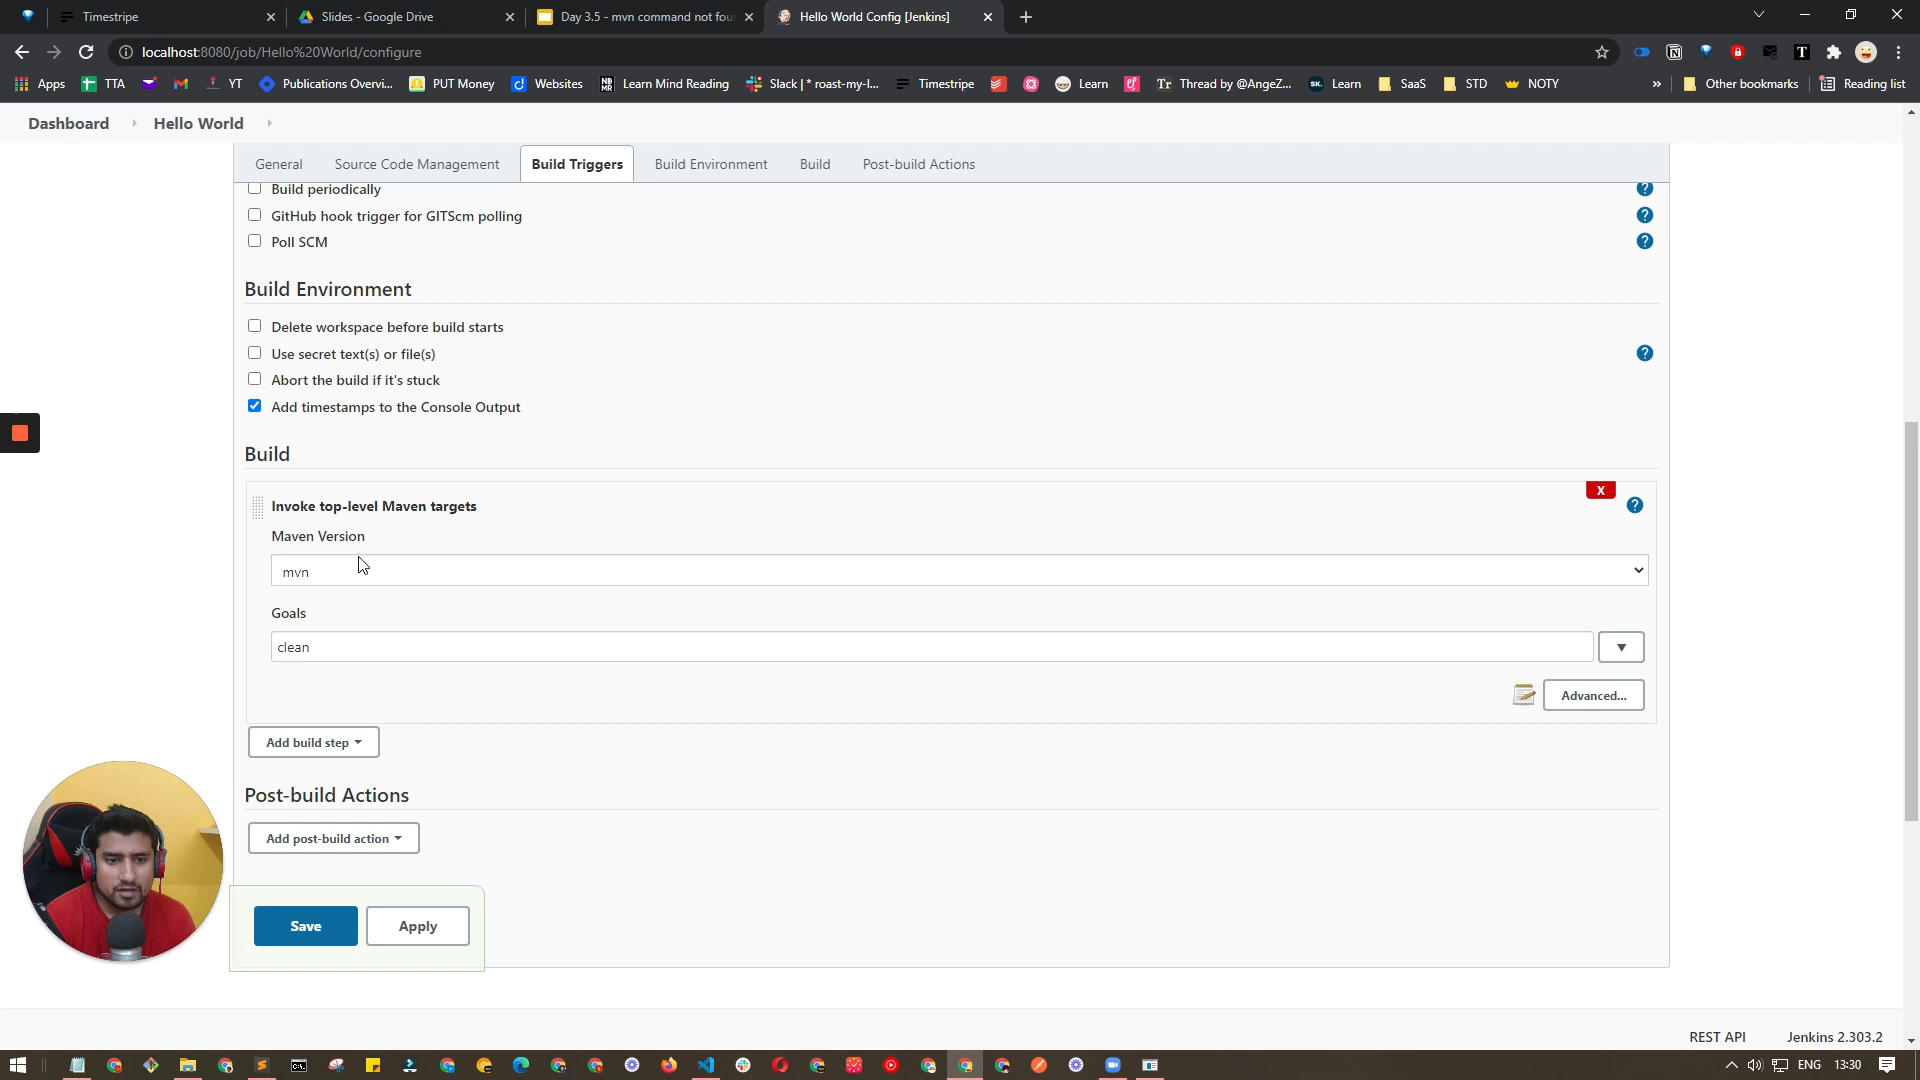 Timestripe
Slides - Google Drive
Day 3.5 - mvn command not fou
Hello World Config [Jenkins]
localhost:8080/job/Hello%20World/configure
Apps
TTA
YT
Publications Overvi...
PUT Money
Websites
Learn Mind Reading
Slack | * roast-my-l...
Timestripe
Learn
Thread by @AngeZ...
Learn
SaaS
STD
NOTY
»
Other bookmarks
Reading list
Dashboard
Hello World
General
Source Code Management
Build Triggers
Build Environment
Build
Post-build Actions
Build periodically
GitHub hook trigger for GITScm polling
Poll SCM
Build Environment
Delete workspace before build starts
Use secret text(s) or file(s)
Abort the build if it's stuck
Add timestamps to the Console Output
Build
X
Invoke top-level Maven targets
Maven Version
mvn
Goals
clean
Advanced...
Add build step
Post-build Actions
Add post-build action
Save
Apply
REST API
Jenkins 2.303.2
ENG
13:30